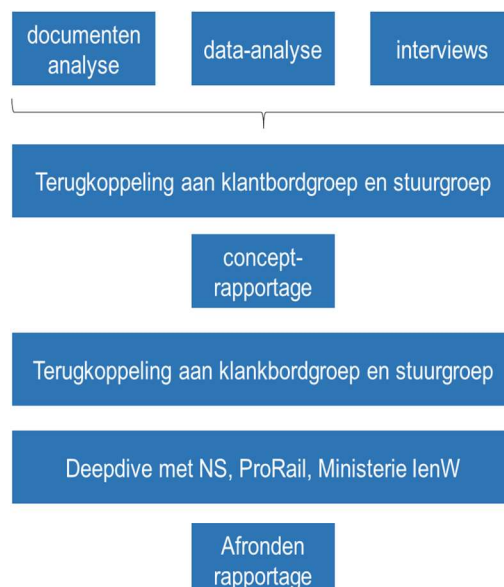 documenten
analyse
data-analyse
interviews
Terugkoppeling aan klantbordgroep en stuurgroep
concept-
rapportage
Terugkoppeling aan klankbordgroep en stuurgroep
Deepdive met NS, ProRail, Ministerie IenW
Afronden
rapportage